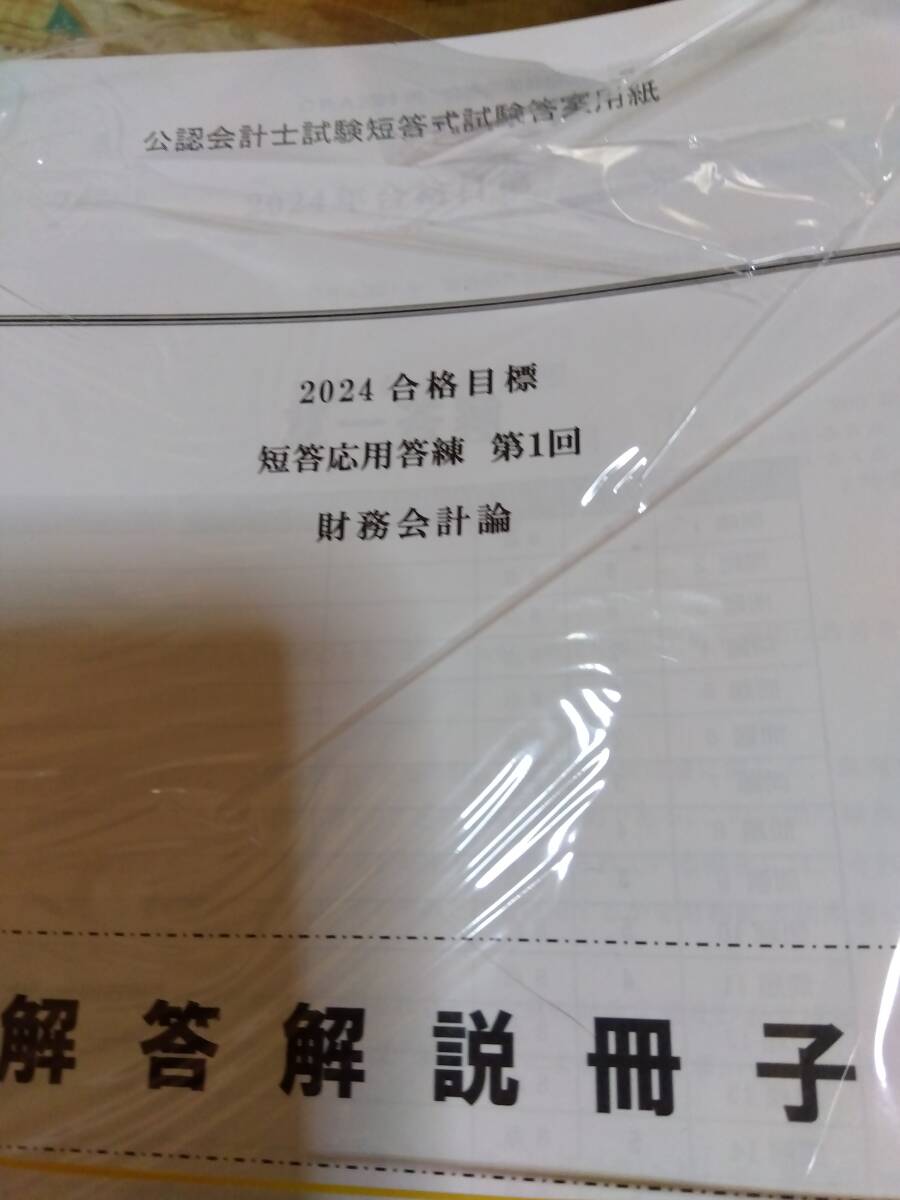 公認会計士試験短答式試験答案用紙
2024 合格目標
短答応用答練 第1回
財務会計論
解答解説冊子